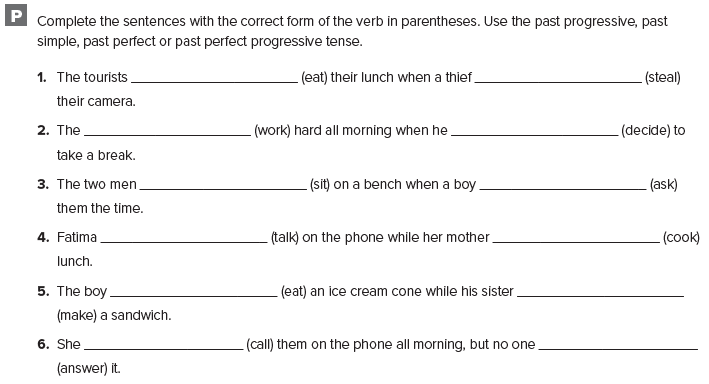 P Complete the sentences with the correct form of the verb in parentheses. Use the past progressive, past
simple, past perfect or past perfect progressive tense.
1. The tourists ______________________ (eat) their lunch when a thief ______________________ (steal)
their camera.
2. The ______________________ (work) hard all morning when he ______________________ (decide) to
take a break.
3. The two men ______________________ (sit) on a bench when a boy ______________________ (ask)
them the time.
4. Fatima ______________________ (talk) on the phone while her mother ______________________ (cook)
lunch.
5. The boy ______________________ (eat) an ice cream cone while his sister ______________________
(make) a sandwich.
6. She ______________________ (call) them on the phone all morning, but no one ______________________
(answer) it.